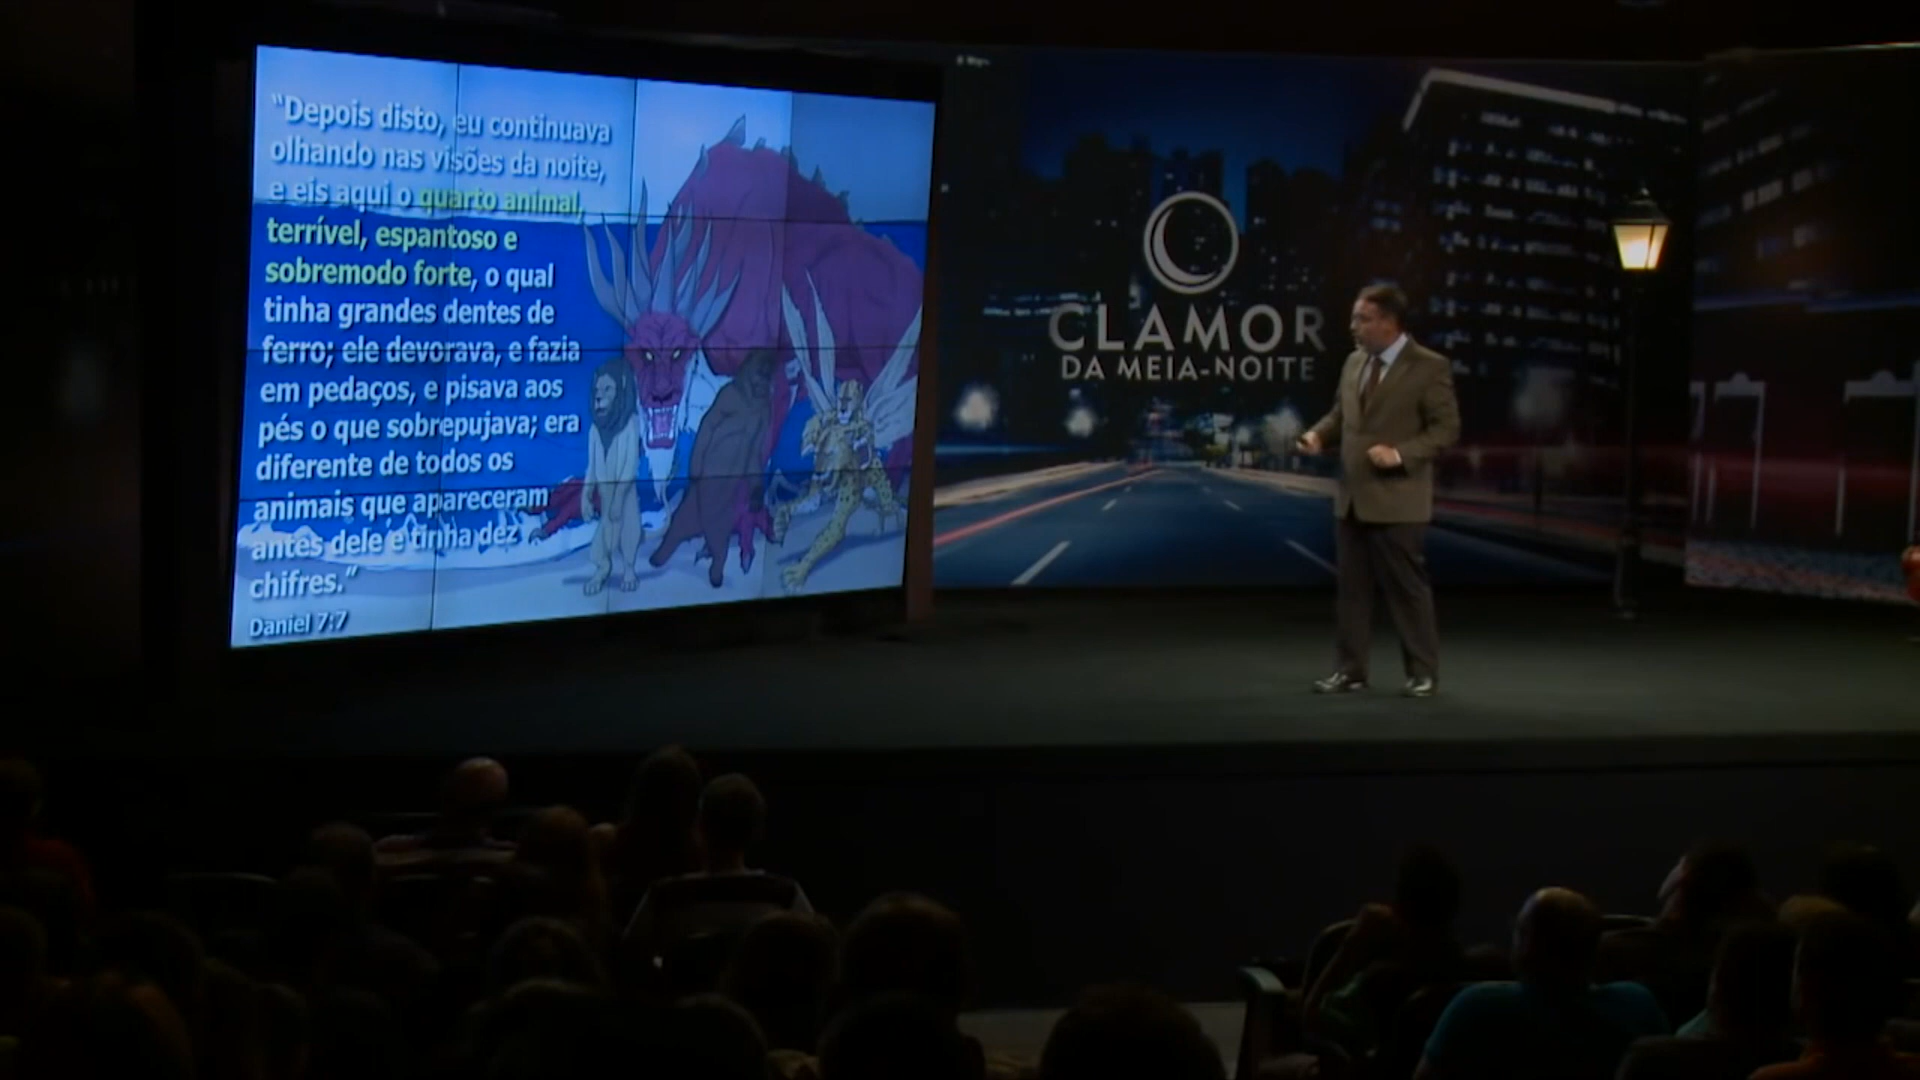 “Depois disto, eu continuava
olhando nas visões da noite,
e eis aqui o quarto animal,
terrível, espantoso e
sobremodo forte, o qual
tinha grandes dentes de
ferro; ele devorava, e fazia
em pedaços, e pisava aos
pés o que sobrepujava; era
diferente de todos os
animais que apareceram
antes dele e tinha dez
chifres.”
Daniel 7:7
CLAMOR
DA MEIA-NOITE